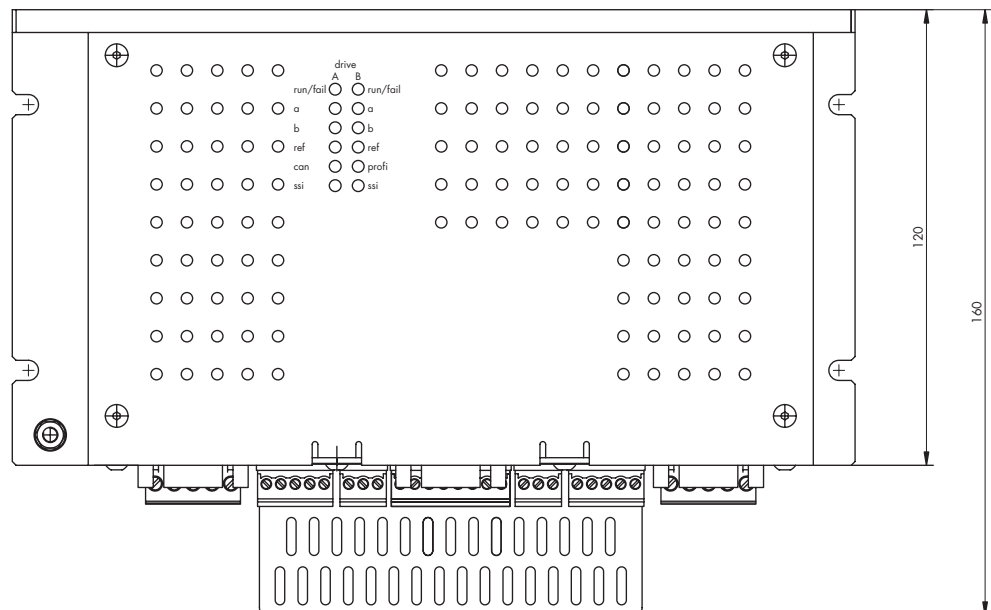 drive
A B
run/fail run/fail
a a
b b
ref ref
can profi
ssi ssi
120
160